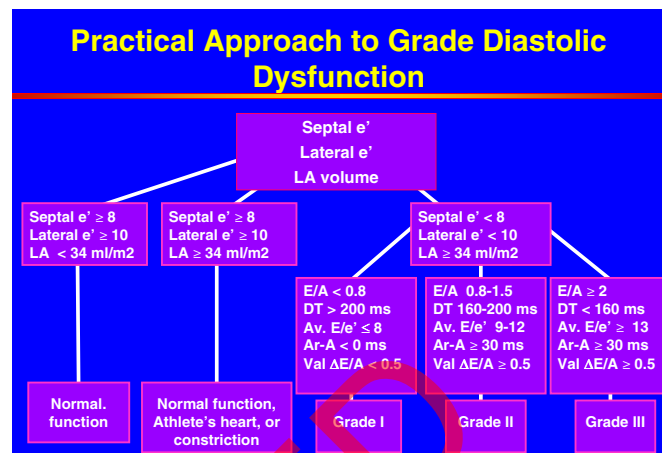 Practical Approach to Grade Diastolic
Dysfunction
Septal e'
Lateral e'
LA volume
Septal e' ≥ 8
Lateral e' ≥ 10
LA < 34 ml/m2
Septal e' ≥ 8
Lateral e' ≥ 10
LA ≥ 34 ml/m2
Septal e' < 8
Lateral e' < 10
LA ≥ 34 ml/m2
E/A < 0.8
DT > 200 ms
Av. E/e' ≤ 8
Ar-A < 0 ms
Val ΔE/A < 0.5
E/A 0.8-1.5
DT 160-200 ms
Av. E/e' 9-12
Ar-A ≥ 30 ms
Val ΔE/A ≥ 0.5
E/A ≥ 2
DT < 160 ms
Av. E/e' ≥ 13
Ar-A ≥ 30 ms
Val ΔE/A ≥ 0.5
Normal.
function
Normal function,
Athlete's heart, or
constriction
Grade I
Grade II
Grade III